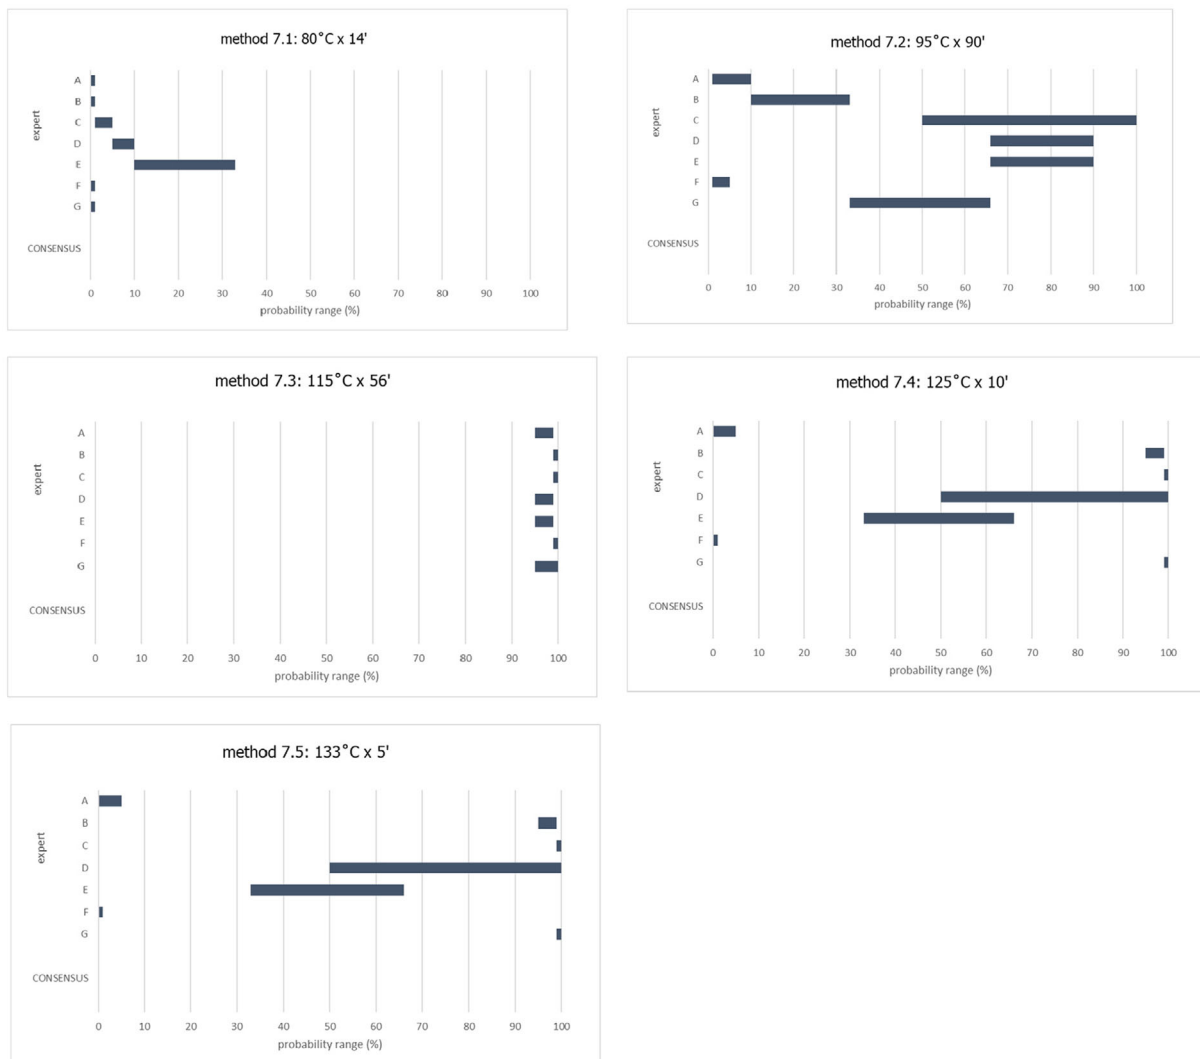 method 7.1: 80°C x 14'
expert
A
B
C
D
E
F
G
CONSENSUS
0 10 20 30 40 50 60 70 80 90 100
probability range (%)
method 7.2: 95°C x 90'
expert
A
B
C
D
E
F
G
CONSENSUS
0 10 20 30 40 50 60 70 80 90 100
probability range (%)
method 7.3: 115°C x 56'
expert
A
B
C
D
E
F
G
CONSENSUS
0 10 20 30 40 50 60 70 80 90 100
probability range (%)
method 7.4: 125°C x 10'
expert
A
B
C
D
E
F
G
CONSENSUS
0 10 20 30 40 50 60 70 80 90 100
probability range (%)
method 7.5: 133°C x 5'
expert
A
B
C
D
E
F
G
CONSENSUS
0 10 20 30 40 50 60 70 80 90 100
probability range (%)